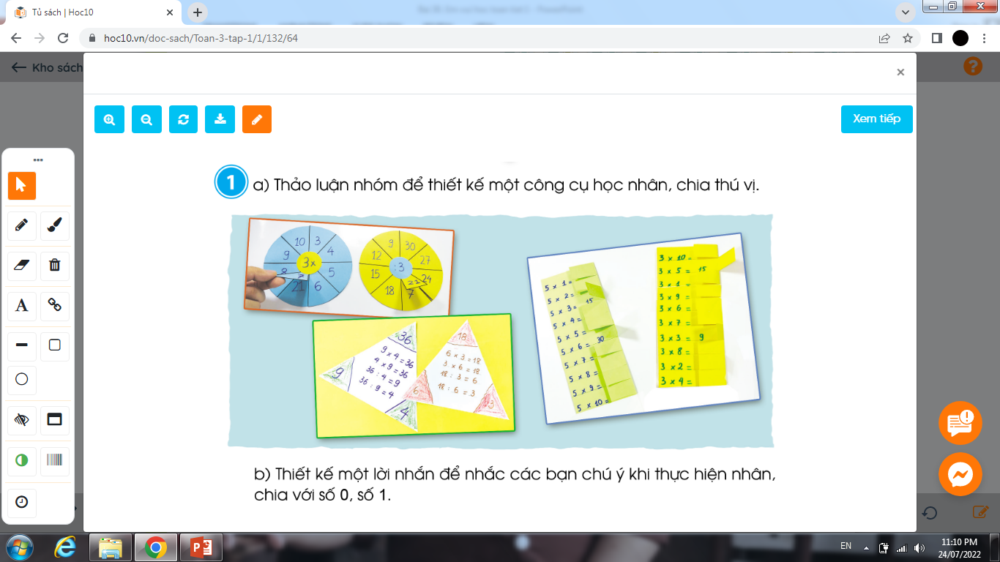 Tủ sách | Hoc10
hoc10.vn/doc-sach/Toan-3-tap-1/1/132/64
Kho sách
Xem tiếp
1 a) Thảo luận nhóm để thiết kế một công cụ học nhân, chia thú vị.
10 3
9 4
3x
8 5
21 6
9 30
12 27
:3
15 24
18 7
36
9 x 4 = 36
4 x 9 = 36
36 : 4 = 9
36 : 9 = 4
9
4
18
6 x 3 = 18
3 x 6 = 18
18 : 3 = 6
18 : 6 = 3
6
3
5 x 1 =
5 x 2 =
5 x 3 = 15
5 x 4 =
5 x 5 =
5 x 6 = 30
5 x 7 =
5 x 8 =
5 x 9 =
5 x 10 =
3 x 10 =
3 x 5 = 15
3 x 1 =
3 x 9 =
3 x 6 =
3 x 7 =
3 x 3 = 9
3 x 8 =
3 x 2 =
3 x 4 =
b) Thiết kế một lời nhắn để nhắc các bạn chú ý khi thực hiện nhân,
chia với số 0, số 1.
EN
11:10 PM
24/07/2022